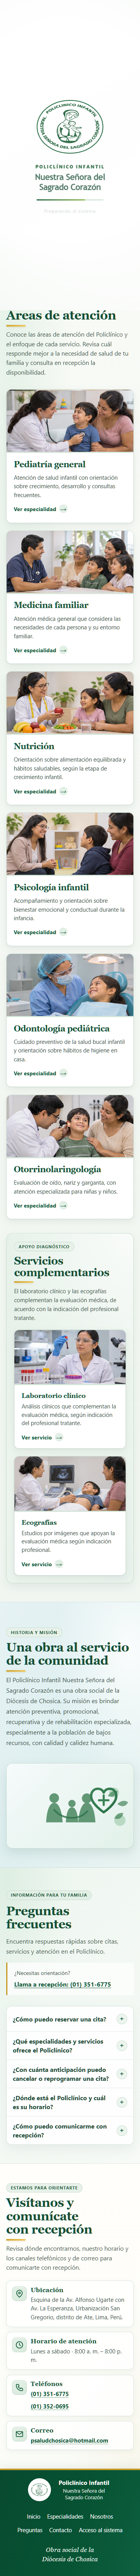 POLICLINICO INFANTIL
NUESTRA SEÑORA DEL SAGRADO CORAZÓN
POLICLÍNICO INFANTIL
Nuestra Señora del
Sagrado Corazón
Areas de atención
Conoce las áreas de atención del Policlínico y
el enfoque de cada servicio. Revisa cuál
responde mejor a la necesidad de salud de tu
familia y consulta en recepción la
disponibilidad.
Pediatría general
Atención de salud infantil con orientación
sobre crecimiento, desarrollo y consultas
frecuentes.
Ver especialidad →
Medicina familiar
Atención médica general que considera las
necesidades de cada persona y su entorno
familiar.
Ver especialidad →
Nutrición
Orientación sobre alimentación equilibrada y
hábitos saludables, según la etapa de
crecimiento infantil.
Ver especialidad →
Psicología infantil
Acompañamiento y orientación sobre
bienestar emocional y conductual durante la
infancia.
Ver especialidad →
Odontología pediátrica
Cuidado preventivo de la salud bucal infantil
y orientación sobre hábitos de higiene en
casa.
Ver especialidad →
Otorrinolaringología
Evaluación de oído, nariz y garganta, con
atención especializada para niñas y niños.
Ver especialidad →
APOYO DIAGNÓSTICO
Servicios
complementarios
El laboratorio clínico y las ecografías
complementan la evaluación médica, de
acuerdo con la indicación del profesional
tratante.
Laboratorio clínico
Análisis clínicos que complementan la
evaluación médica, según indicación
del profesional tratante.
Ver servicio →
Ecografías
Estudios por imágenes que apoyan la
evaluación médica según indicación
profesional.
Ver servicio →
HISTORIA Y MISIÓN
Una obra al servicio
de la comunidad
El Policlínico Infantil Nuestra Señora del
Sagrado Corazón es una obra social de la
Diócesis de Chosica. Su misión es brindar
atención preventiva, promocional,
recuperativa y de rehabilitación especializada,
especialmente a la población de bajos
recursos, con calidad y calidad humana.
INFORMACIÓN PARA TU FAMILIA
Preguntas
frecuentes
Encuentra respuestas rápidas sobre citas,
servicios y atención en el Policlínico.
¿Necesitas orientación?
Llama a recepción: (01) 351-6775
¿Cómo puedo reservar una cita? +
¿Qué especialidades y servicios
ofrece el Policlínico? +
¿Con cuánta anticipación puedo
cancelar o reprogramar una cita? +
¿Dónde está el Policlínico y cuál
es su horario? +
¿Cómo puedo comunicarme con
recepción? +
ESTAMOS PARA ORIENTARTE
Visítanos y
comunícate
con recepción
Revisa dónde encontrarnos, nuestro horario y
los canales telefónicos y de correo para
comunicarte con recepción.
Ubicación
Esquina de la Av. Alfonso Ugarte con
Av. La Esperanza, Urbanización San
Gregorio, distrito de Ate, Lima, Perú.
Horario de atención
Lunes a sábado · 8:00 a. m. – 8:00 p.
m.
Teléfonos
(01) 351-6775
(01) 352-0695
Correo
psaludchosica@hotmail.com
Policlínico Infantil
Nuestra Señora del
Sagrado Corazón
Inicio Especialidades Nosotros
Preguntas Contacto Acceso al sistema
Obra social de la
Diócesis de Chosica